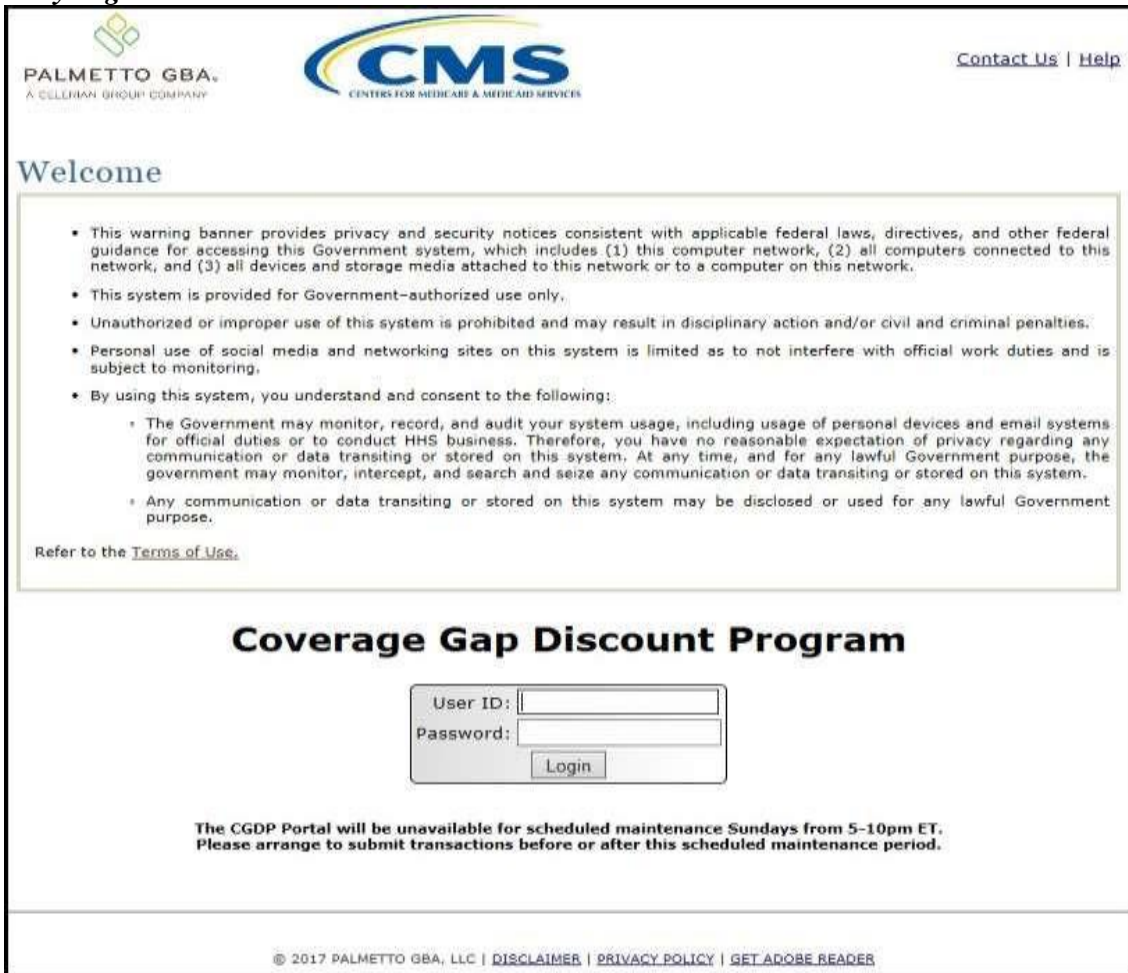 PALMETTO GBA.
A CELERIAN GROUP COMPANY
CMS
CENTERS FOR MEDICARE & MEDICAID SERVICES
Contact Us | Help
Welcome
• This warning banner provides privacy and security notices consistent with applicable federal laws, directives, and other federal
guidance for accessing this Government system, which includes (1) this computer network, (2) all computers connected to this
network, and (3) all devices and storage media attached to this network or to a computer on this network.
• This system is provided for Government-authorized use only.
• Unauthorized or improper use of this system is prohibited and may result in disciplinary action and/or civil and criminal penalties.
• Personal use of social media and networking sites on this system is limited as to not interfere with official work duties and is
subject to monitoring.
• By using this system, you understand and consent to the following:
◦ The Government may monitor, record, and audit your system usage, including usage of personal devices and email systems
for official duties or to conduct HHS business. Therefore, you have no reasonable expectation of privacy regarding any
communication or data transiting or stored on this system. At any time, and for any lawful Government purpose, the
government may monitor, intercept, and search and seize any communication or data transiting or stored on this system.
◦ Any communication or data transiting or stored on this system may be disclosed or used for any lawful Government
purpose.
Refer to the Terms of Use.
Coverage Gap Discount Program
User ID:
Password:
Login
The CGDP Portal will be unavailable for scheduled maintenance Sundays from 5-10pm ET.
Please arrange to submit transactions before or after this scheduled maintenance period.
© 2017 PALMETTO GBA, LLC | DISCLAIMER | PRIVACY POLICY | GET ADOBE READER